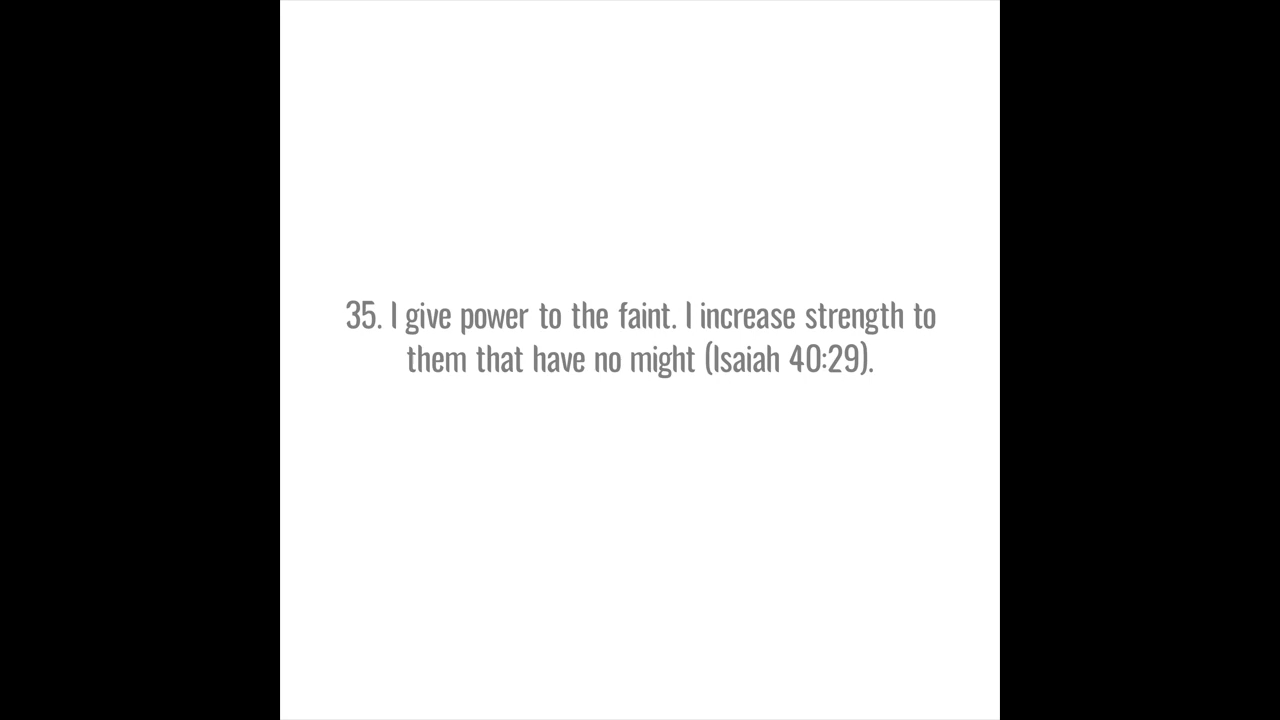 35. I give power to the faint. I increase strength to
them that have no might (Isaiah 40:29).